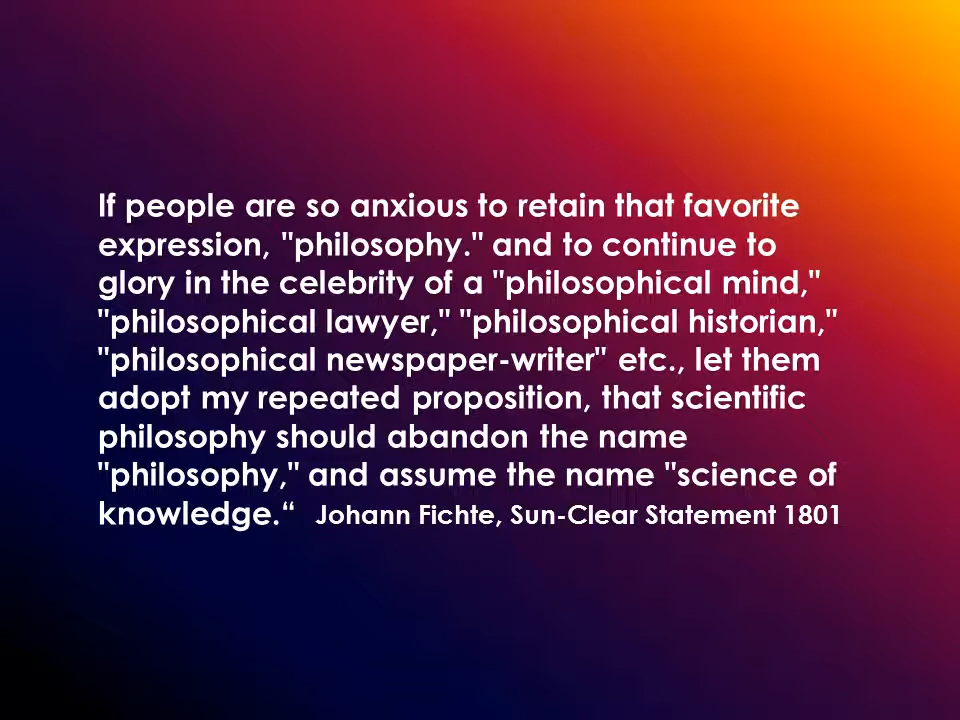 If people are so anxious to retain that favorite
expression, "philosophy." and to continue to
glory in the celebrity of a "philosophical mind,"
"philosophical lawyer," "philosophical historian,"
"philosophical newspaper-writer" etc., let them
adopt my repeated proposition, that scientific
philosophy should abandon the name
"philosophy," and assume the name "science of
knowledge.“ Johann Fichte, Sun-Clear Statement 1801